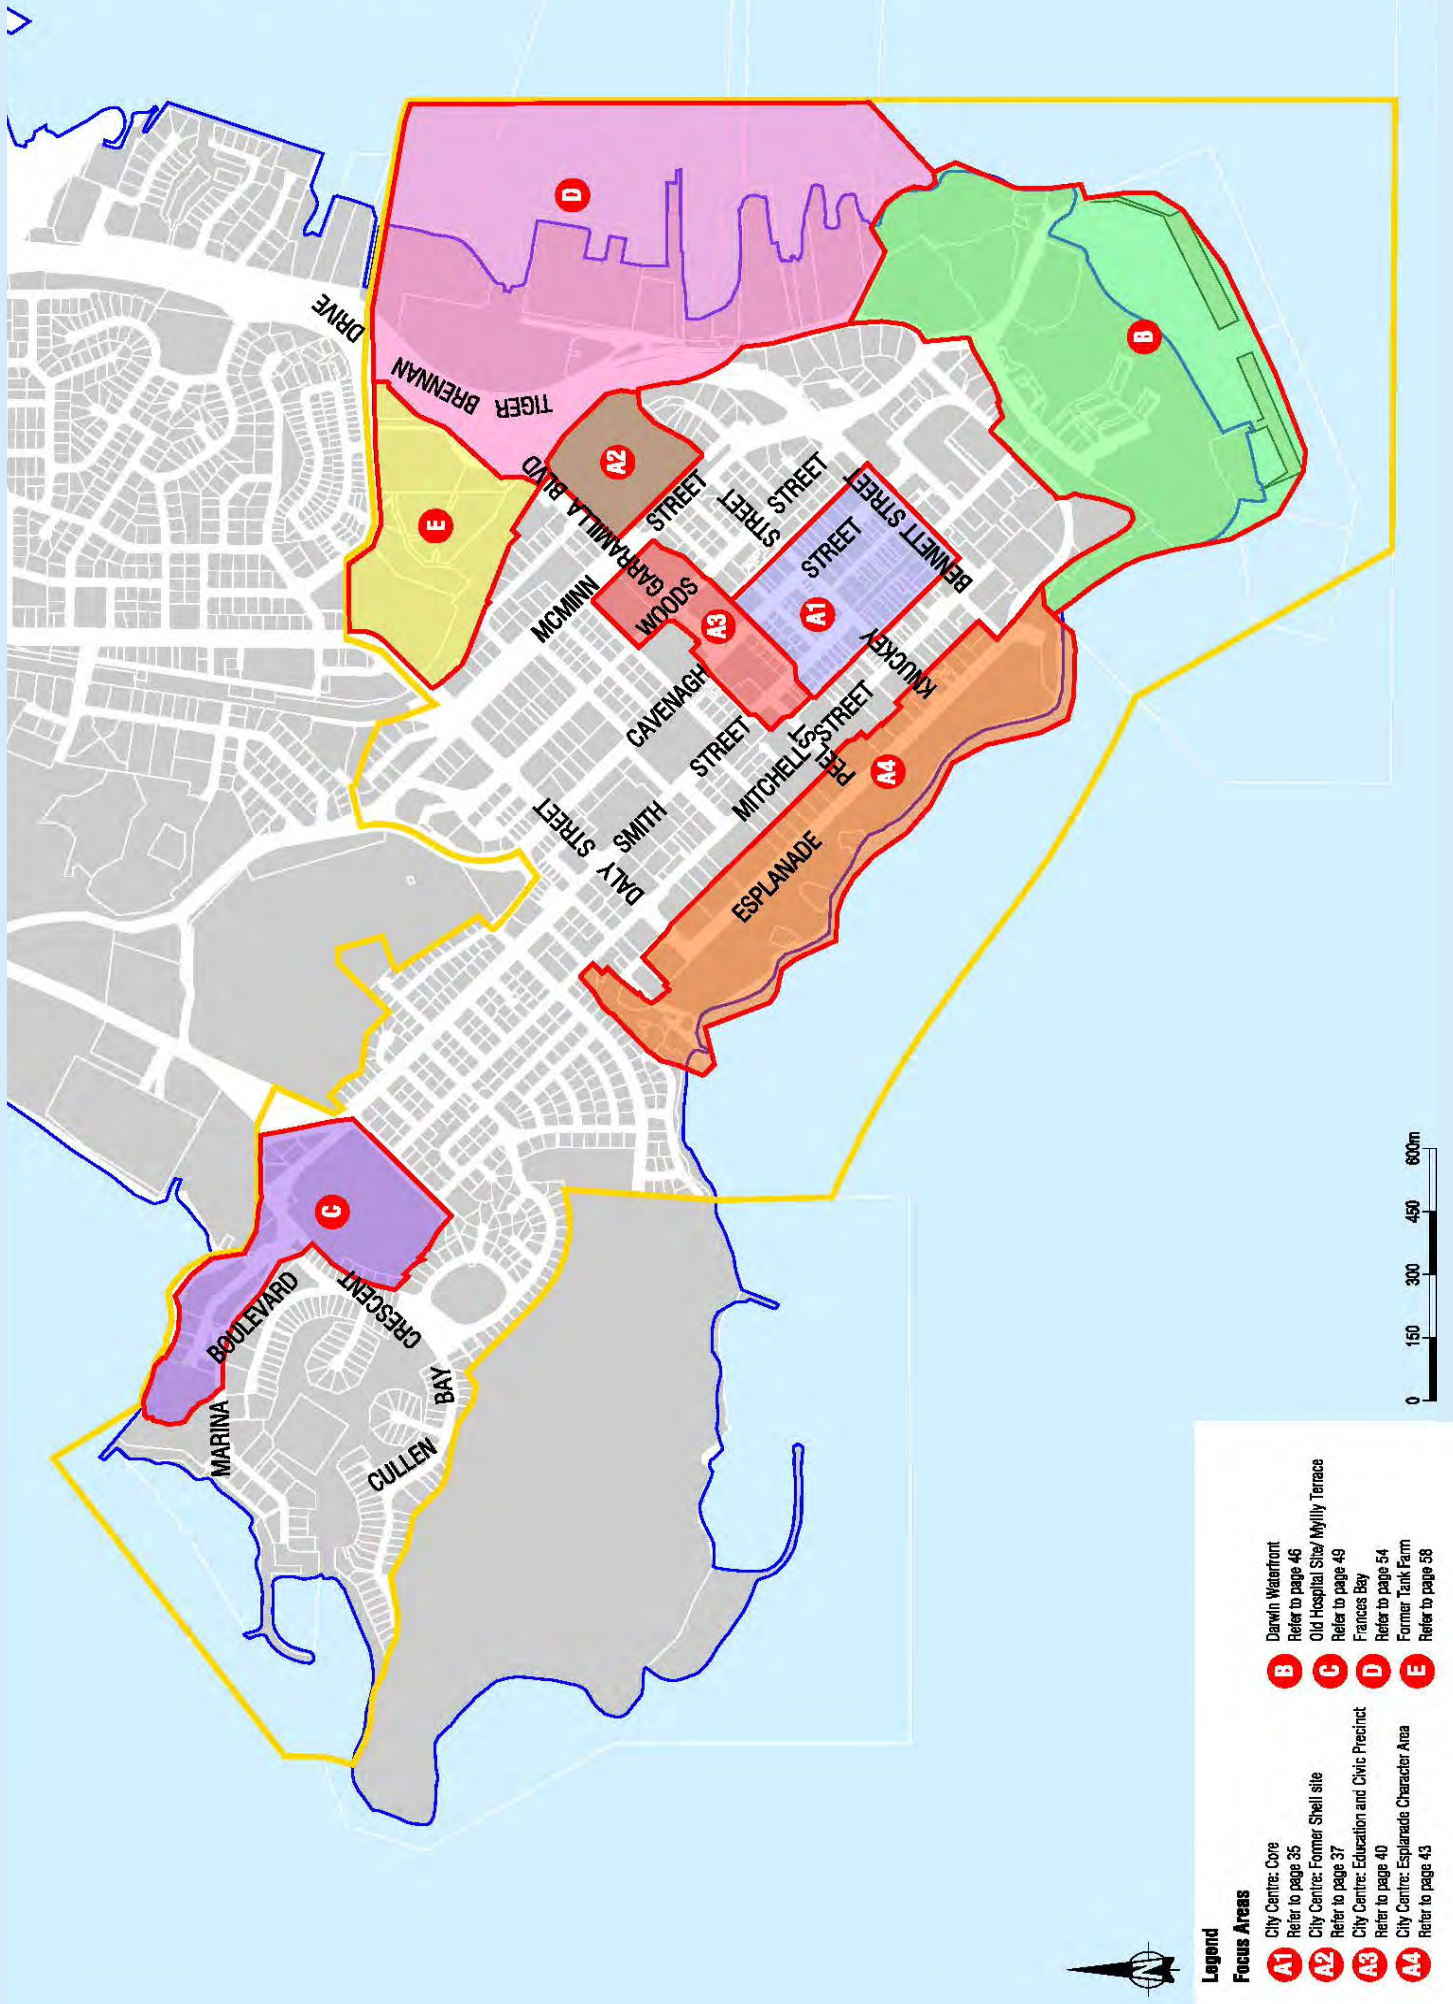 DRIVE
TIGER BRENNAN
D
E
A2
GARRAMILLA BLVD
MCMINN
STREET
WOODS
STREET
STREET
A3
CAVENAGH
STREET
STREET
BENNETT STREET
A1
KNUCKEY
SMITH
STREET
MITCHELL
STREET
PEEL ST
DALY STREET
A4
ESPLANADE
B
C
BOULEVARD
MARINA
CRESCENT
BAY
CULLEN
0 150 300 450 600m
N
Legend
Focus Areas
A1 City Centre: Core
Refer to page 35
A2 City Centre: Former Shell site
Refer to page 37
A3 City Centre: Education and Civic Precinct
Refer to page 40
A4 City Centre: Esplanade Character Area
Refer to page 43
B Darwin Waterfront
Refer to page 46
C Old Hospital Site/ Myilly Terrace
Refer to page 49
D Frances Bay
Refer to page 54
E Former Tank Farm
Refer to page 58